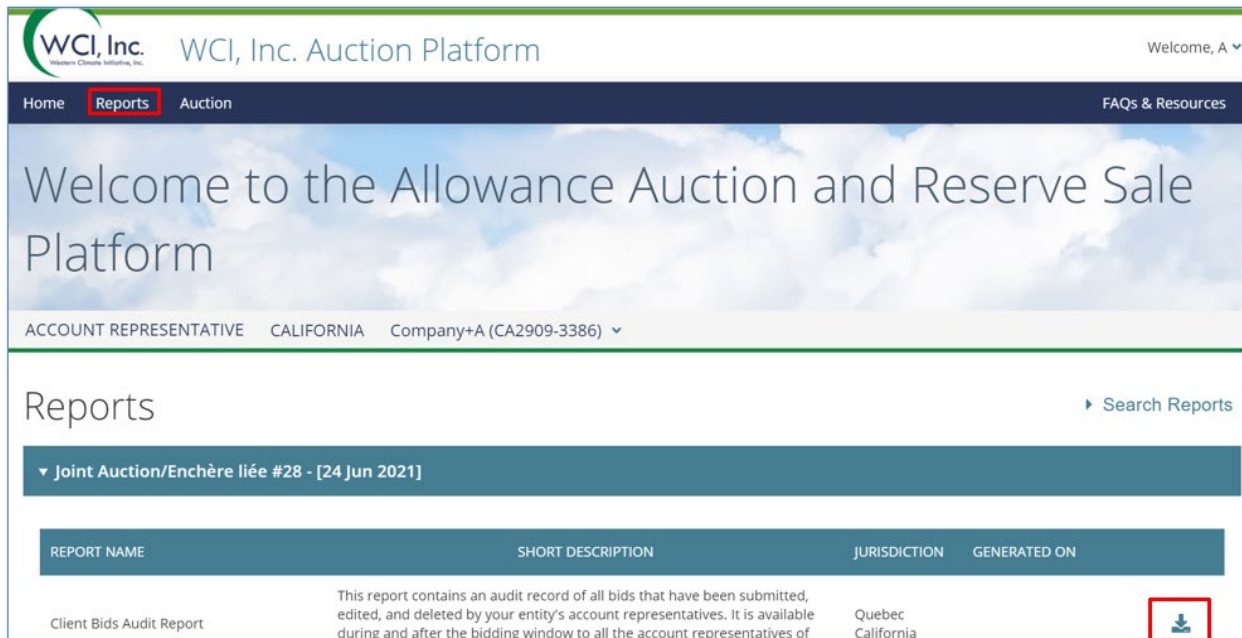 WCI, Inc.
Western Climate Initiative, Inc.
WCI, Inc. Auction Platform
Welcome, A
Home Reports Auction FAQs & Resources
Welcome to the Allowance Auction and Reserve Sale
Platform
ACCOUNT REPRESENTATIVE CALIFORNIA Company+A (CA2909-3386)
Reports
Search Reports
Joint Auction/Enchère liée #28 - [24 Jun 2021]
REPORT NAME SHORT DESCRIPTION JURISDICTION GENERATED ON
This report contains an audit record of all bids that have been submitted,
Client Bids Audit Report edited, and deleted by your entity's account representatives. It is available Quebec
during and after the bidding window to all the account representatives of California